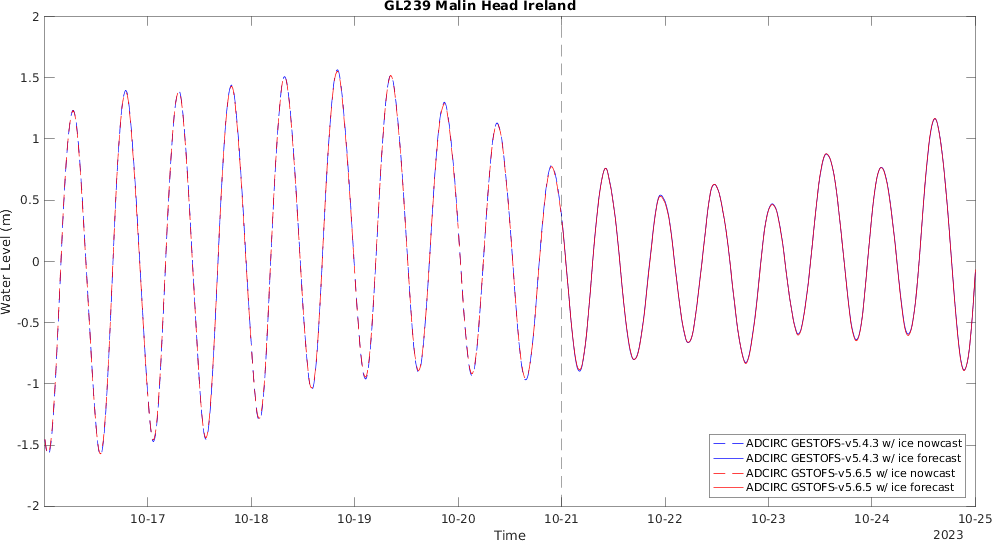 GL239 Malin Head Ireland
2
1.5
1
0.5
0
-0.5
-1
-1.5
-2
Water Level (m)
10-17 10-18 10-19 10-20 10-21 10-22 10-23 10-24 10-25
Time
2023
ADCIRC GESTOFS-v5.4.3 w/ ice nowcast
ADCIRC GESTOFS-v5.4.3 w/ ice forecast
ADCIRC GSTOFS-v5.6.5 w/ ice nowcast
ADCIRC GSTOFS-v5.6.5 w/ ice forecast